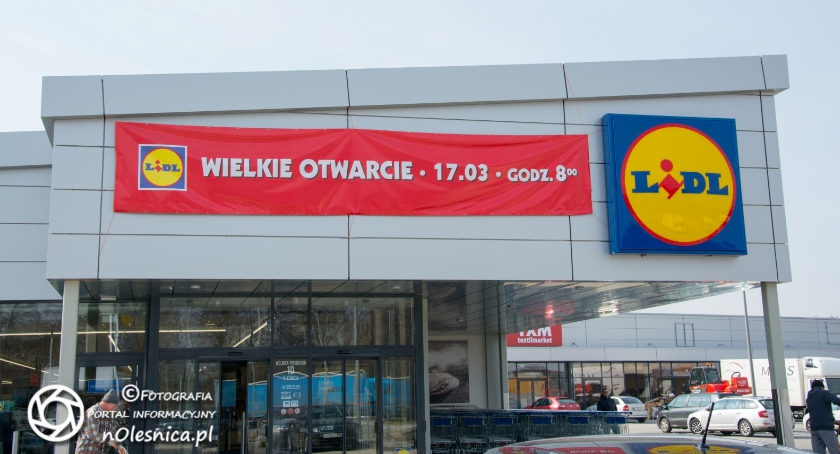 LIDL
WIELKIE OTWARCIE • 17.03 • GODZ. 8⁰⁰
LIDL
TXM
textilmarket
©FOTOGRAFIA
PORTAL INFORMACYJNY
nOlesnica.pl